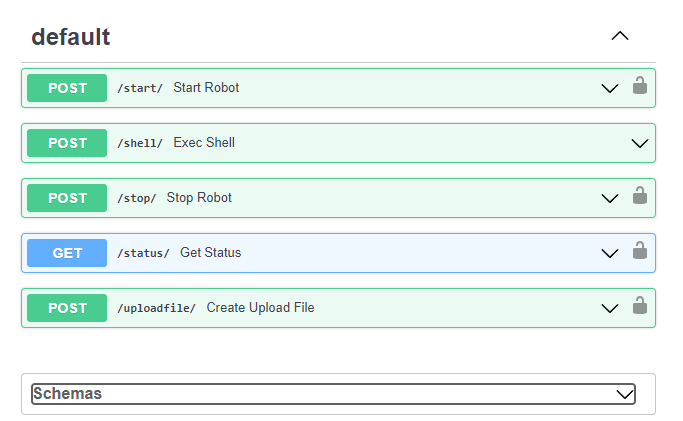 default
POST /start/ Start Robot
POST /shell/ Exec Shell
POST /stop/ Stop Robot
GET /status/ Get Status
POST /uploadfile/ Create Upload File
Schemas